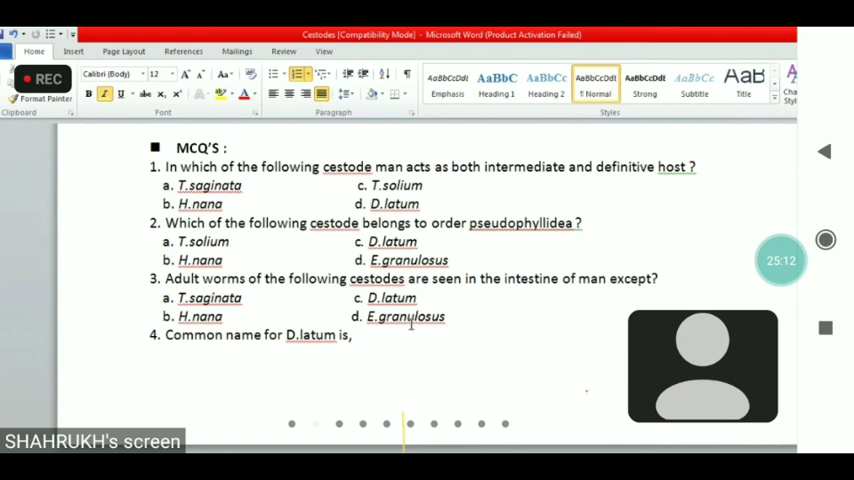 Cestodes [Compatibility Mode] - Microsoft Word (Product Activation Failed)
Home Insert Page Layout References Mailings Review View
REC
Format Painter
Calibri (Body) 12
AaBbCcDdI AaBbC AaBbCc AaBbCcDdI AaBbCcDdI AaBbCc AaB
Emphasis Heading 1 Heading 2 ¶ Normal Strong Subtitle Title
Clipboard Font Paragraph Styles
MCQ'S :
1. In which of the following cestode man acts as both intermediate and definitive host ?
a. T.saginata c. T.solium
b. H.nana d. D.latum
2. Which of the following cestode belongs to order pseudophyllidea ?
a. T.solium c. D.latum
b. H.nana d. E.granulosus
3. Adult worms of the following cestodes are seen in the intestine of man except?
a. T.saginata c. D.latum
b. H.nana d. E.granulosus
4. Common name for D.latum is,
25:12
SHAHRUKH's screen